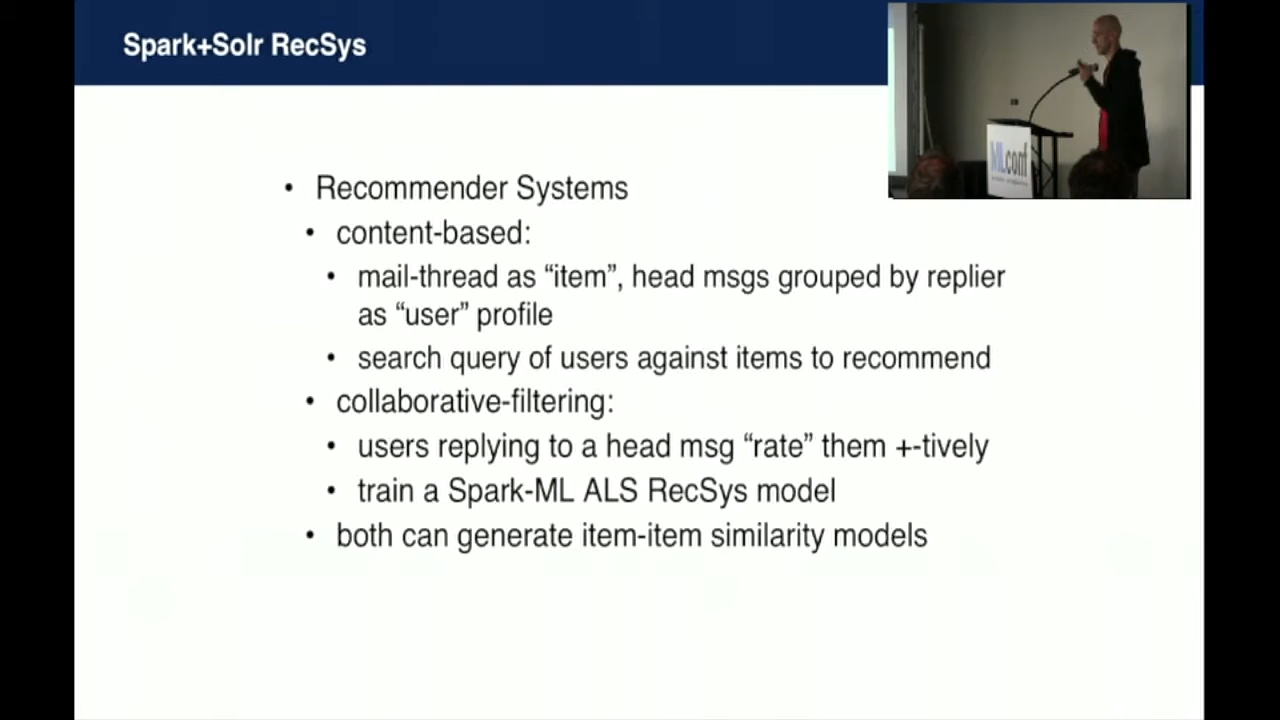 Spark+Solr RecSys
MLconf
• Recommender Systems
• content-based:
• mail-thread as “item”, head msgs grouped by replier
as “user” profile
• search query of users against items to recommend
• collaborative-filtering:
• users replying to a head msg “rate” them +-tively
• train a Spark-ML ALS RecSys model
• both can generate item-item similarity models